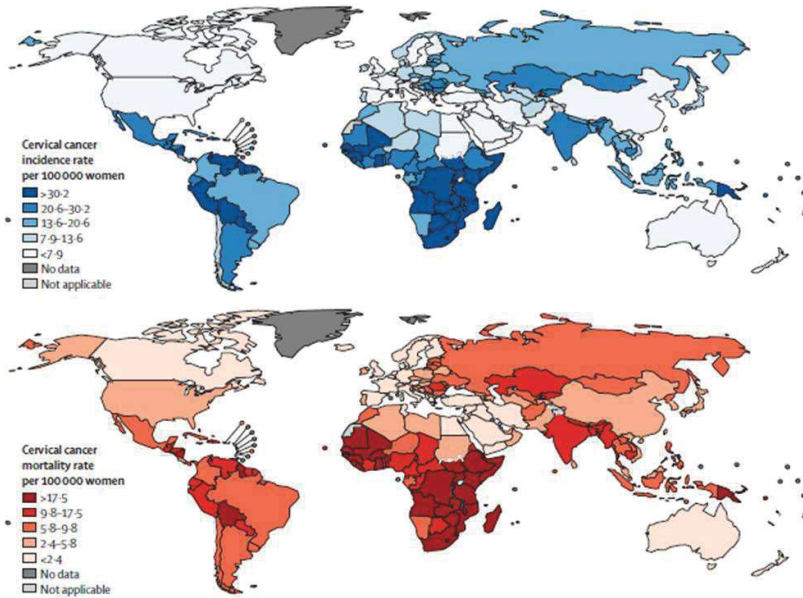 Cervical cancer
incidence rate
per 100 000 women
>30·2
20·6–30·2
13·6–20·6
7·9–13·6
<7·9
No data
Not applicable
Cervical cancer
mortality rate
per 100 000 women
>17·5
9·8–17·5
5·8–9·8
2·4–5·8
<2·4
No data
Not applicable